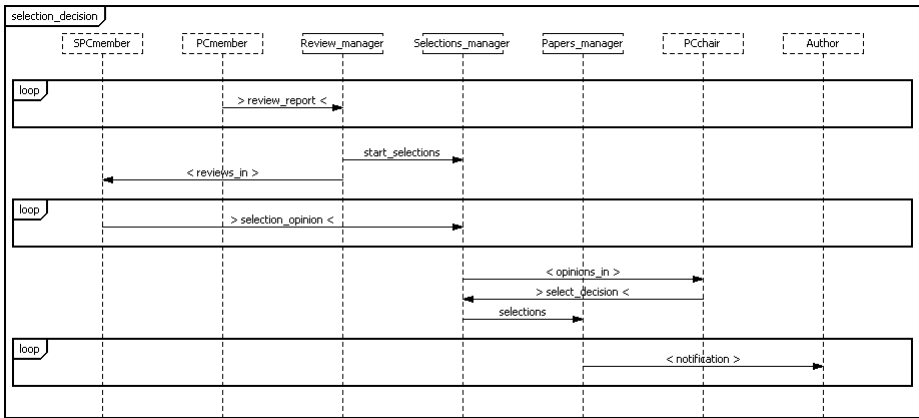 selection_decision
SPCmember PCmember Review_manager Selections_manager Papers_manager PCchair Author
loop
> review_report <
start_selections
< reviews_in >
loop
> selection_opinion <
< opinions_in >
> select_decision <
selections
loop
< notification >